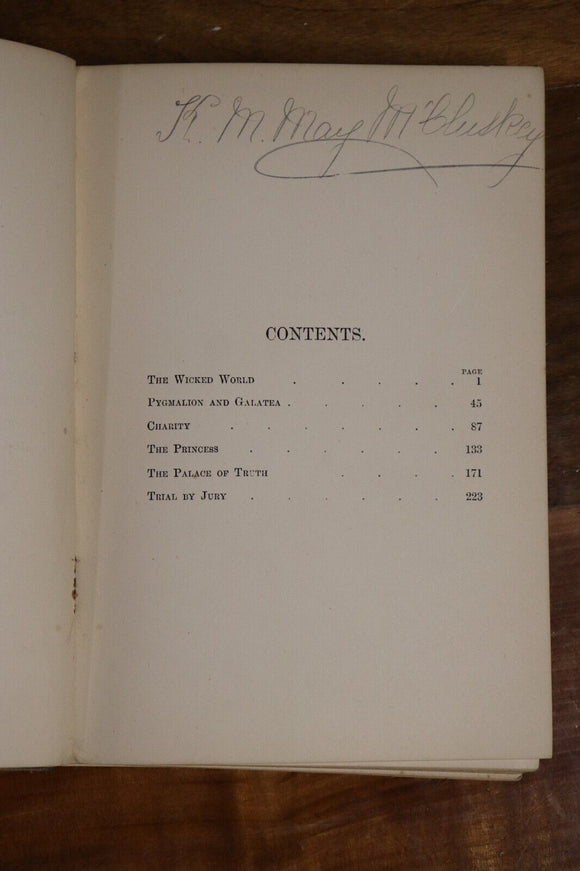 K. M. May M'Cluskey
CONTENTS.
PAGE
THE WICKED WORLD . . . . . 1
PYGMALION AND GALATEA . . . . . 45
CHARITY . . . . . . . 87
THE PRINCESS . . . . . . 133
THE PALACE OF TRUTH . . . . 171
TRIAL BY JURY . . . . . . 223